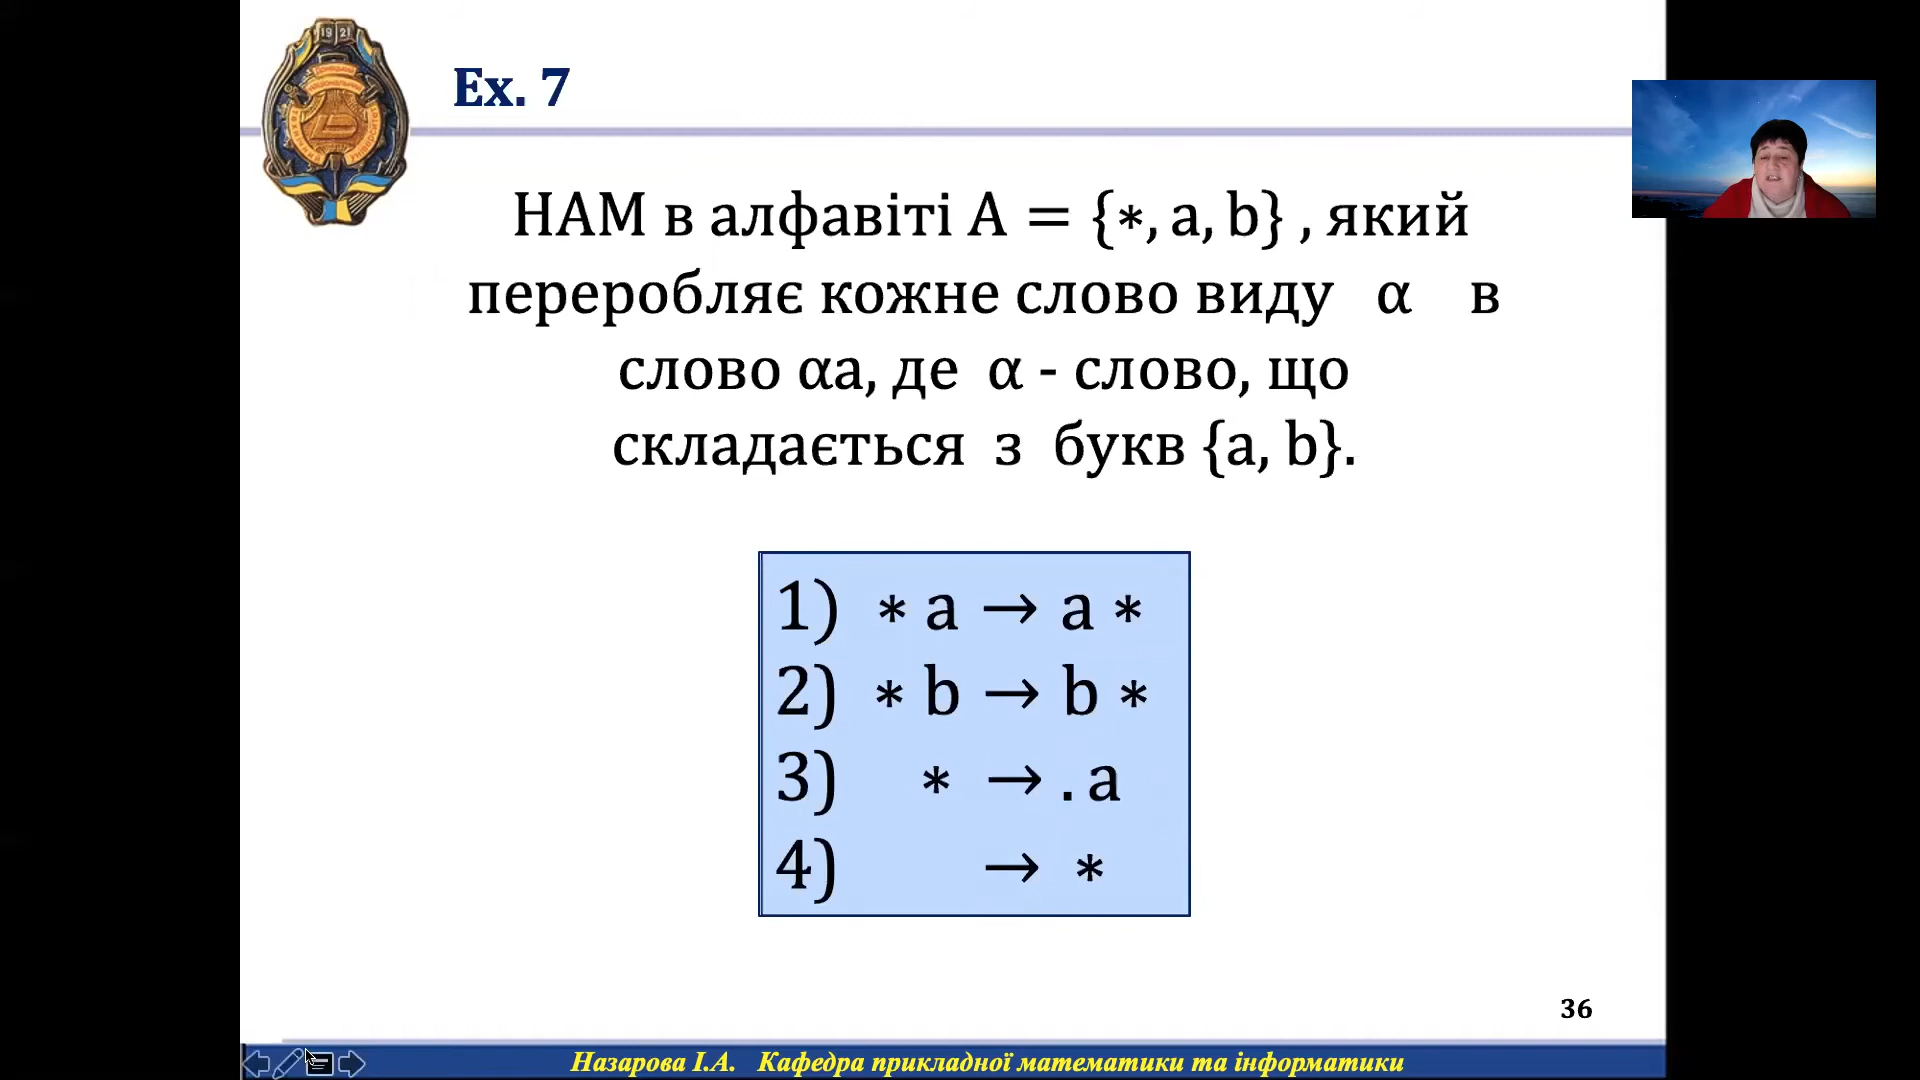 1921
Ex. 7
НАМ в алфавіті A = {∗, a, b} , який
переробляє кожне слово виду α в
слово αa, де α - слово, що
складається з букв {a, b}.
1) ∗ a → a ∗
2) ∗ b → b ∗
3) ∗ → . a
4) → ∗
36
Назарова І.А. Кафедра прикладної математики та інформатики